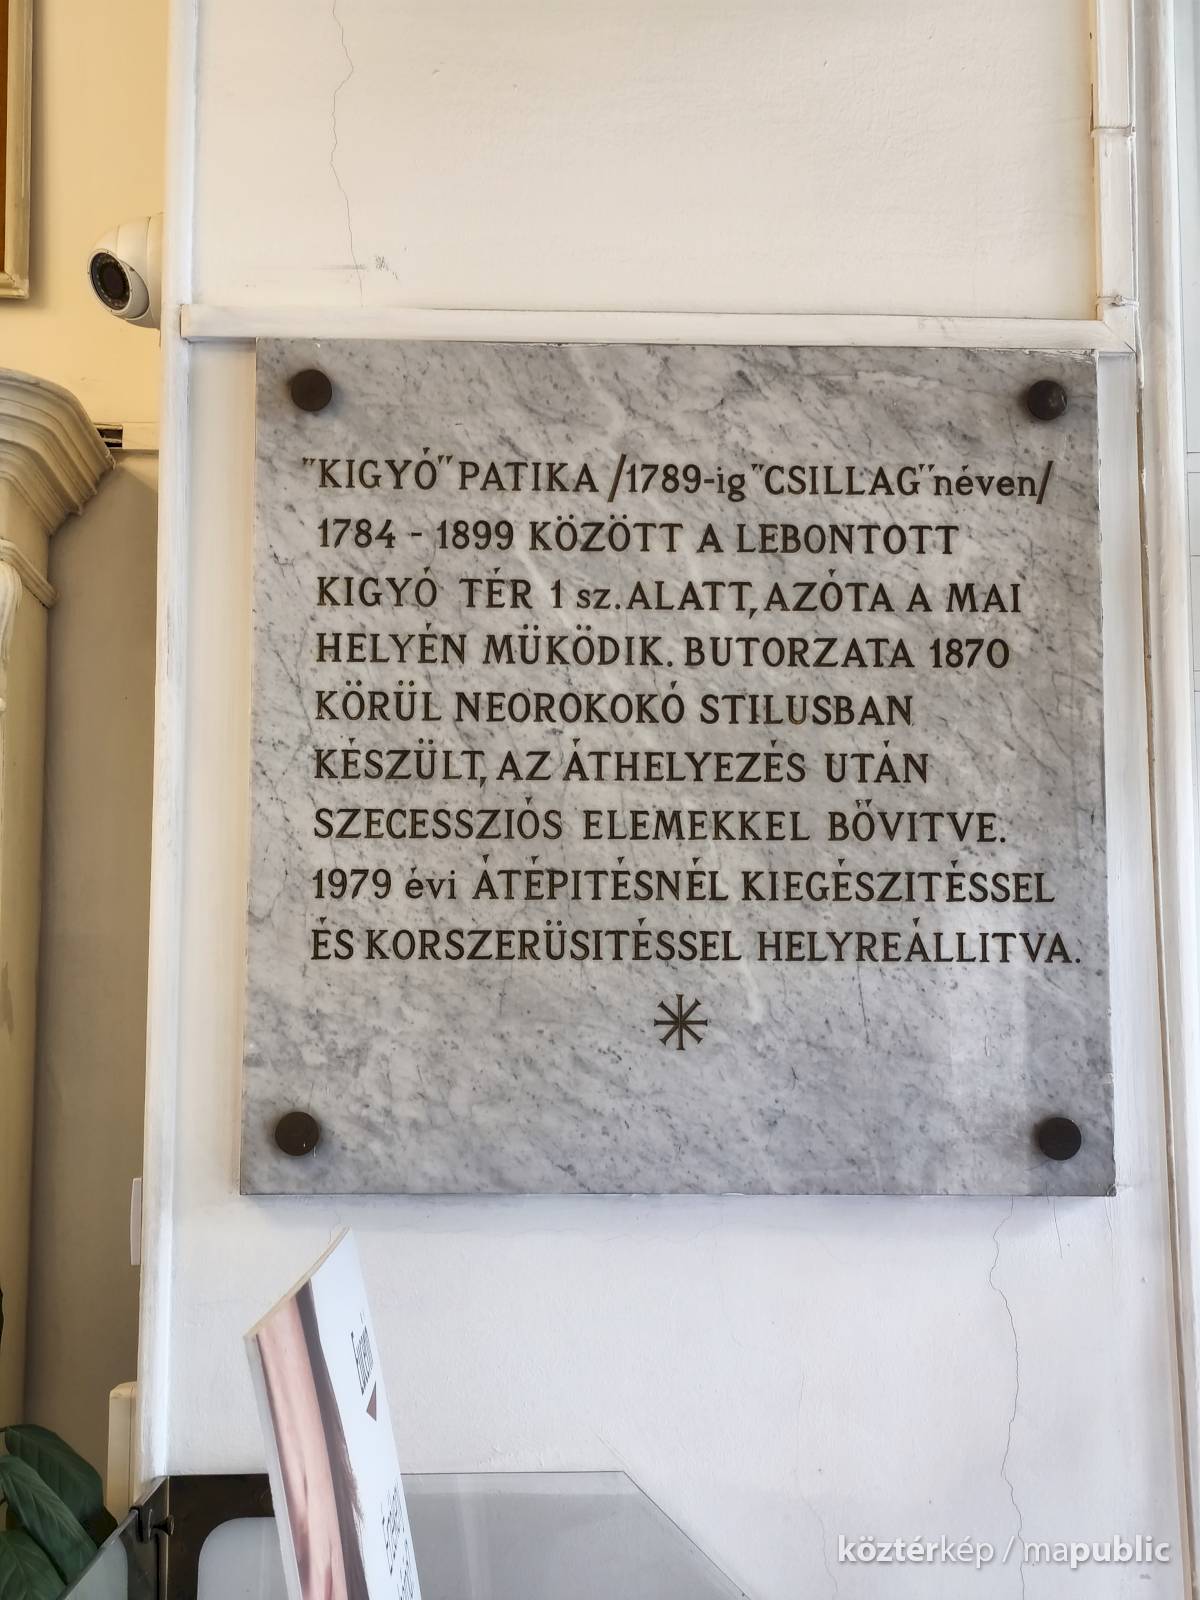 "KIGYÓ" PATIKA /1789-ig "CSILLAG" néven/
1784 - 1899 KÖZÖTT A LEBONTOTT
KIGYÓ TÉR 1 sz. ALATT, AZÓTA A MAI
HELYÉN MÜKÖDIK. BUTORZATA 1870
KÖRÜL NEOROKOKÓ STILUSBAN
KÉSZÜLT, AZ ÁTHELYEZÉS UTÁN
SZECESSZIÓS ELEMEKKEL BŐVITVE.
1979 évi ÁTÉPITÉSNÉL KIEGÉSZITÉSSEL
ÉS KORSZERÜSITÉSSEL HELYREÁLLITVA.
Eucerin
köztérkép / mapublic